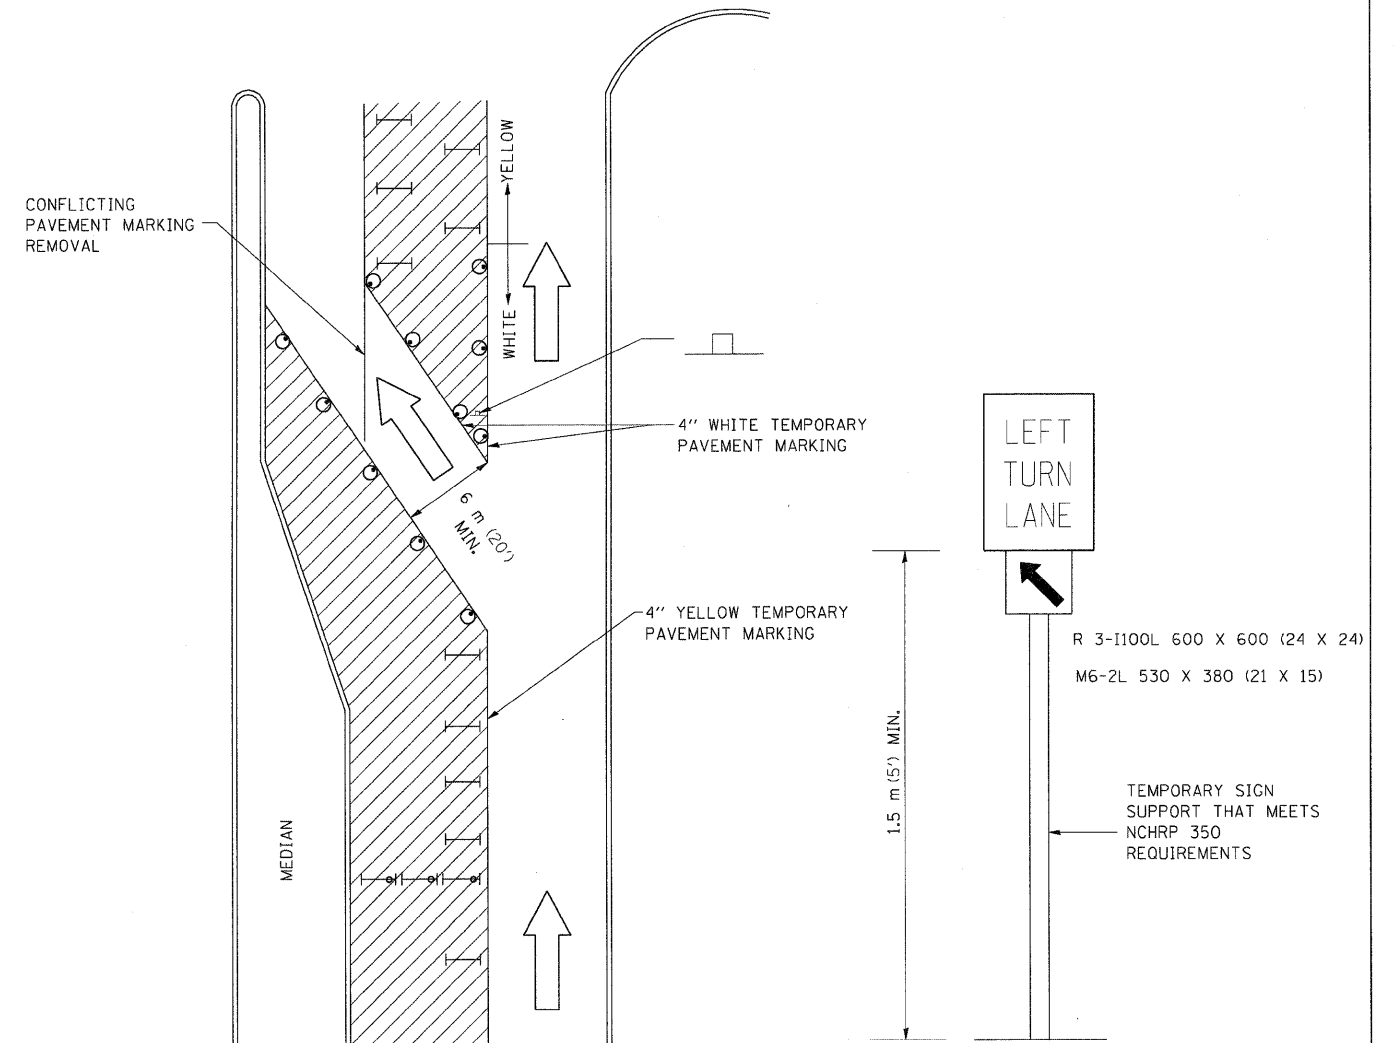 CONFLICTING
PAVEMENT MARKING
REMOVAL
YELLOW
WHITE
4'' WHITE TEMPORARY
PAVEMENT MARKING
6 m (20')
MIN.
4'' YELLOW TEMPORARY
PAVEMENT MARKING
MEDIAN
LEFT
TURN
LANE
R 3-I100L 600 X 600 (24 X 24)
M6-2L 530 X 380 (21 X 15)
1.5 m (5') MIN.
TEMPORARY SIGN
SUPPORT THAT MEETS
NCHRP 350
REQUIREMENTS